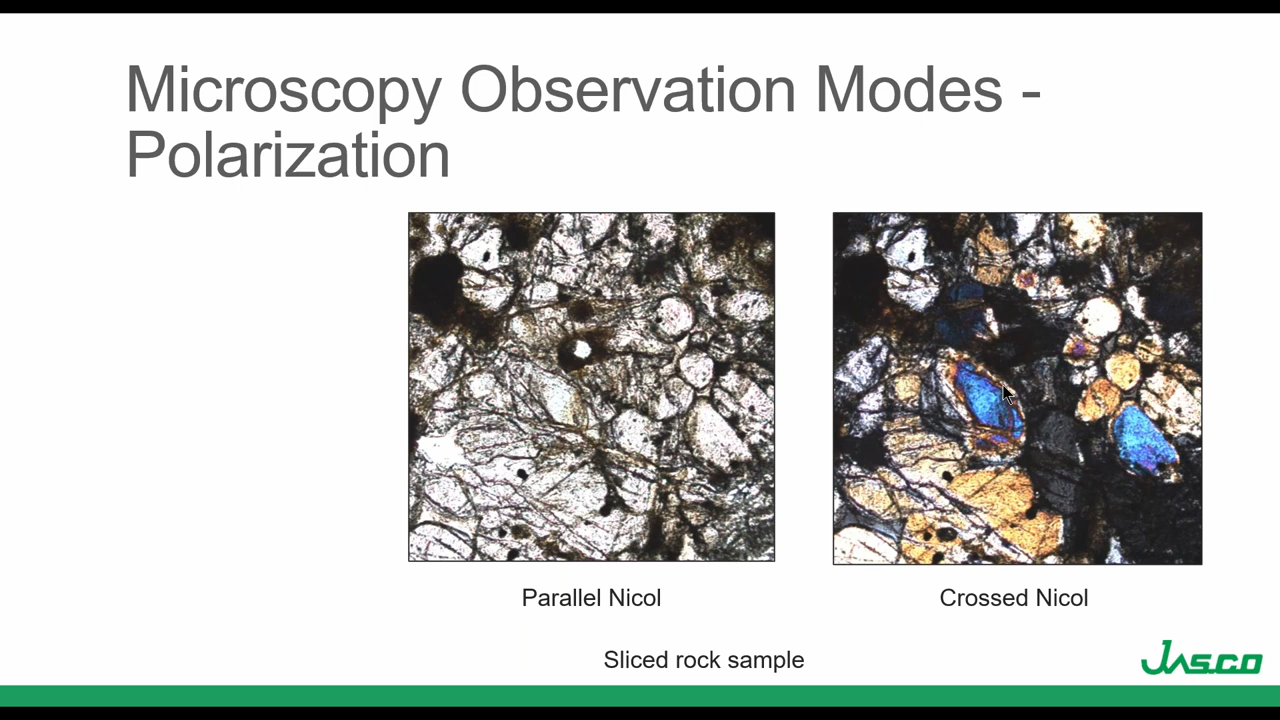 Microscopy Observation Modes -
Polarization
Parallel Nicol
Crossed Nicol
Sliced rock sample
JASCO